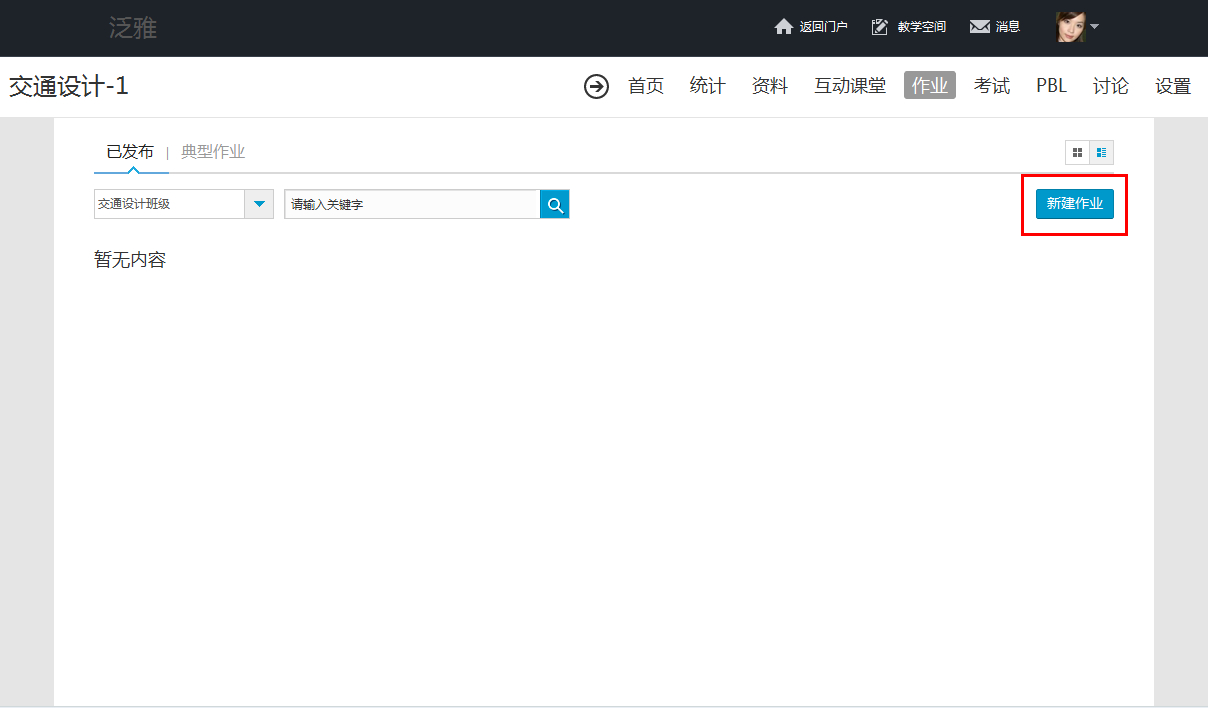 泛雅
返回门户 教学空间 消息
交通设计-1
首页 统计 资料 互动课堂 作业 考试 PBL 讨论 设置
已发布 | 典型作业
交通设计班级 请输入关键字 新建作业
暂无内容